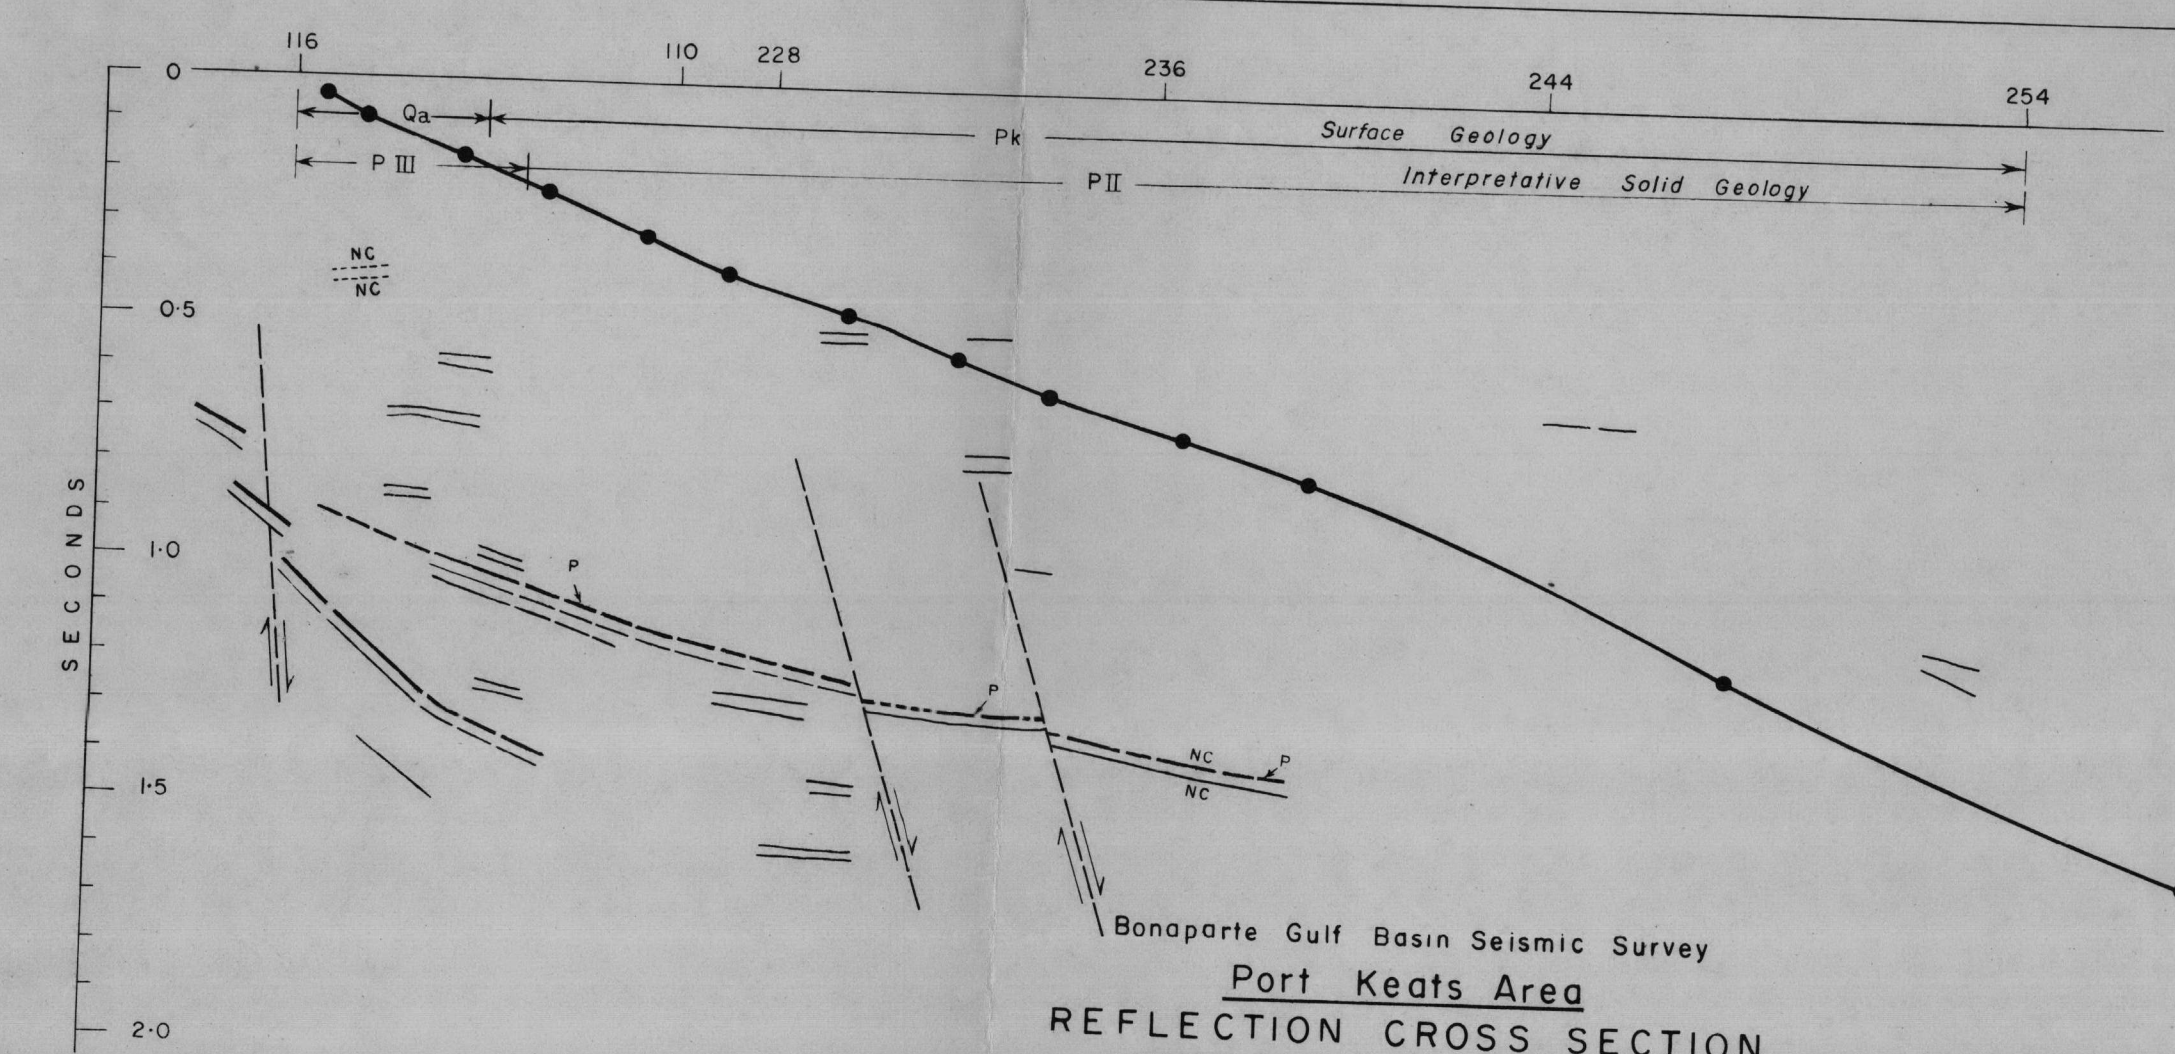 116 110 228 236 244 254
0
Qa Pk Surface Geology
P III PII Interpretative Solid Geology
NC
NC
0·5
SECONDS
1·0
P
P
NC P
NC
1·5
Bonaparte Gulf Basin Seismic Survey
Port Keats Area
2·0
REFLECTION CROSS SECTION